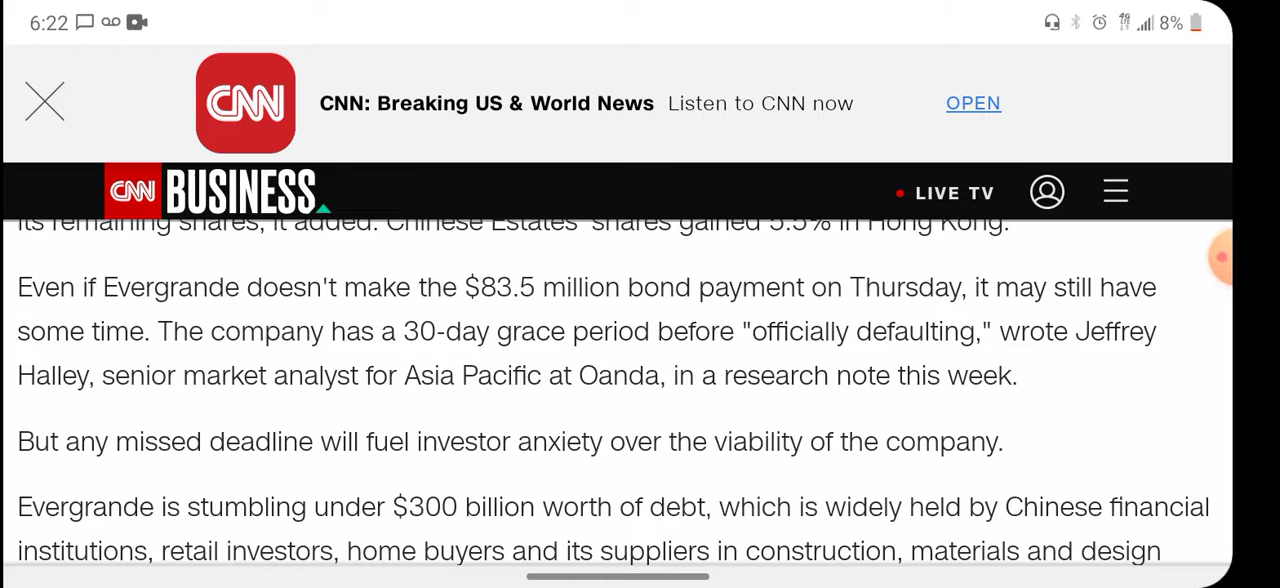 6:22 8%
CNN CNN: Breaking US & World News Listen to CNN now OPEN
CNN BUSINESS LIVE TV
its remaining shares, it added. Chinese Estates' shares gained 5.5% in Hong Kong.
Even if Evergrande doesn't make the $83.5 million bond payment on Thursday, it may still have
some time. The company has a 30-day grace period before "officially defaulting," wrote Jeffrey
Halley, senior market analyst for Asia Pacific at Oanda, in a research note this week.
But any missed deadline will fuel investor anxiety over the viability of the company.
Evergrande is stumbling under $300 billion worth of debt, which is widely held by Chinese financial
institutions, retail investors, home buyers and its suppliers in construction, materials and design